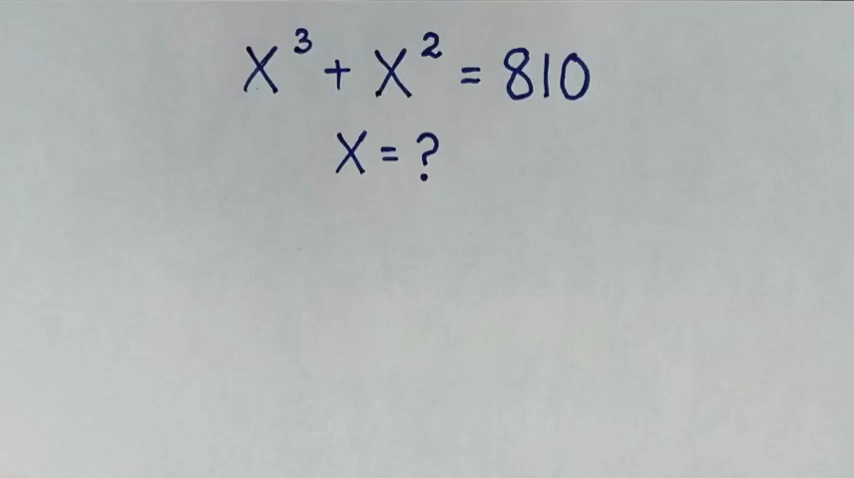 X³ + X² = 810
X = ?